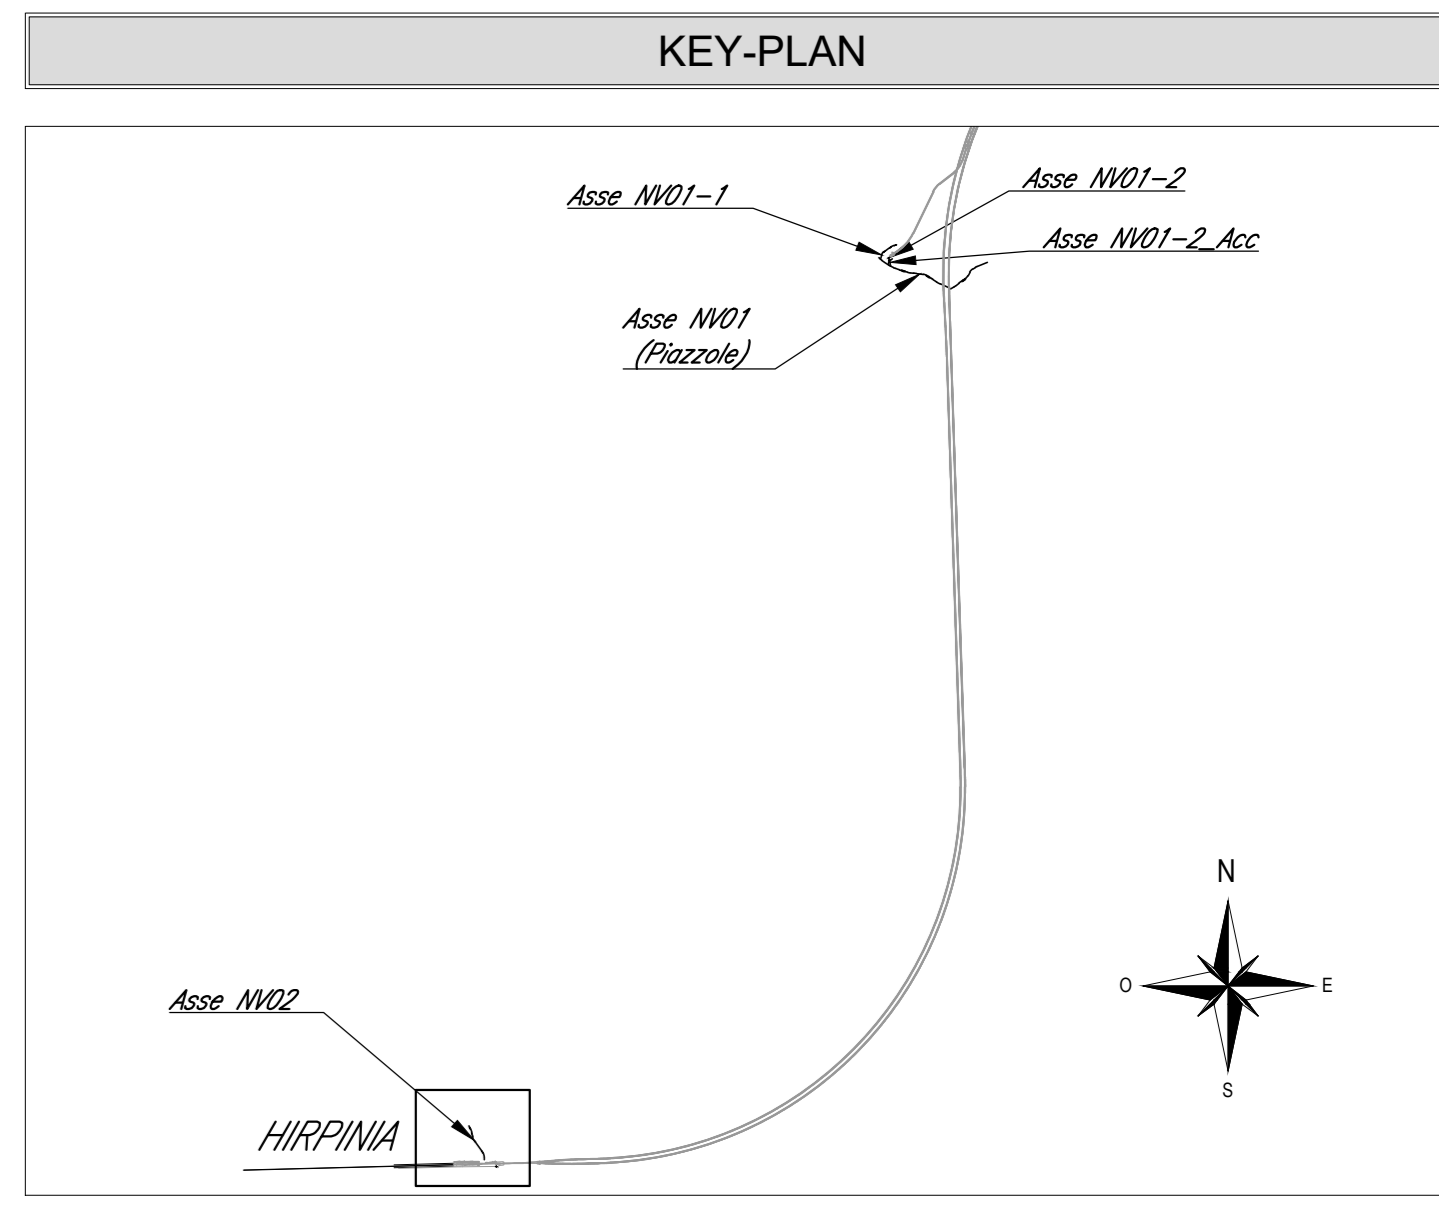 KEY-PLAN
Asse NV01-1
Asse NV01-2
Asse NV01-2_Acc
Asse NV01
(Piazzole)
N
O
E
S
Asse NV02
HIRPINIA